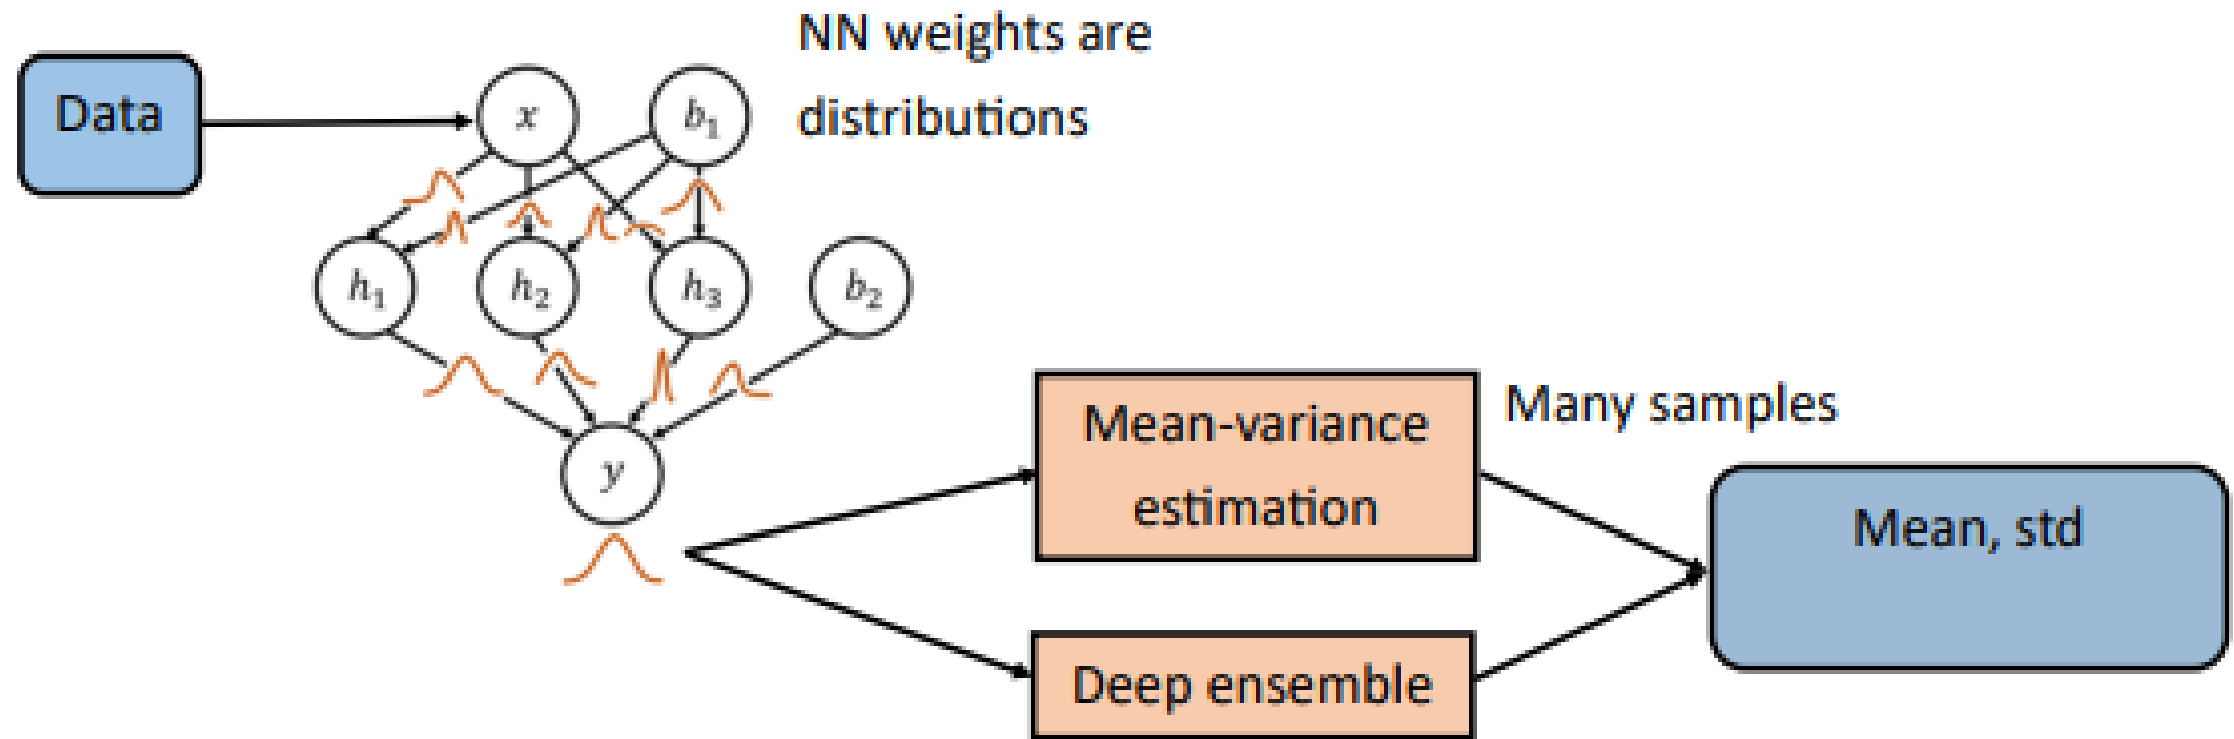 NN weights are
distributions
Data
x
b₁
h₁
h₂
h₃
b₂
y
Mean-variance
estimation
Many samples
Mean, std
Deep ensemble